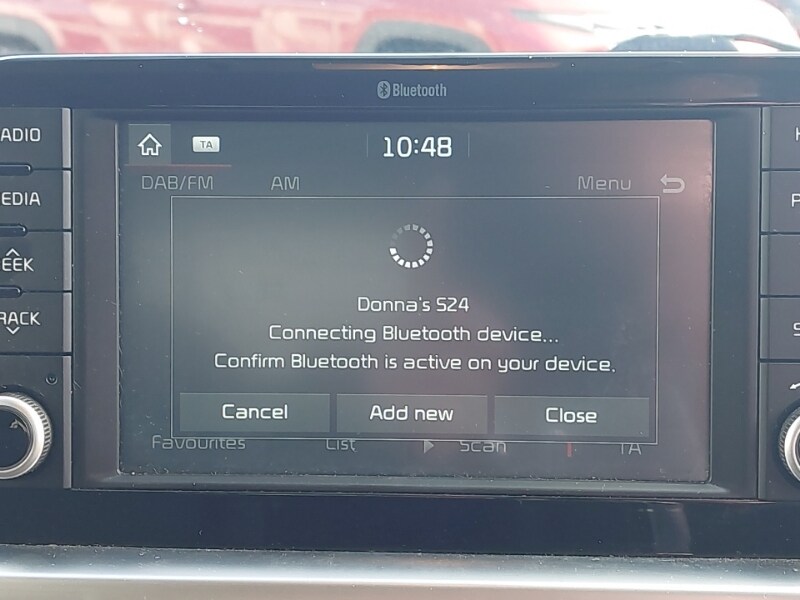 Bluetooth
TA
10:48
DAB/FM AM Menu
Donna's S24
Connecting Bluetooth device...
Confirm Bluetooth is active on your device.
Cancel Add new Close
Favourites List Scan TA
ADIO
EDIA
EEK
RACK